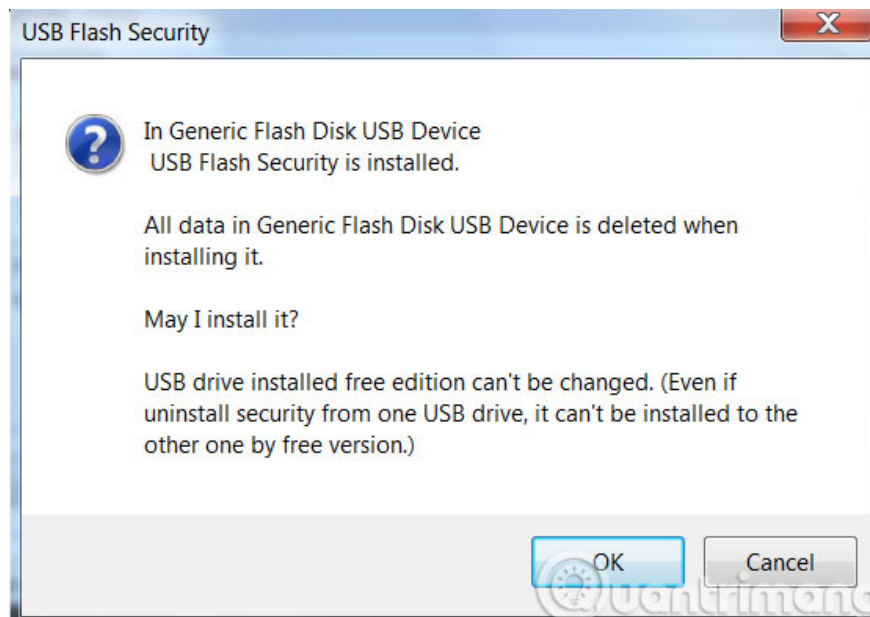 USB Flash Security
In Generic Flash Disk USB Device
USB Flash Security is installed.
All data in Generic Flash Disk USB Device is deleted when
installing it.
May I install it?
USB drive installed free edition can't be changed. (Even if
uninstall security from one USB drive, it can't be installed to the
other one by free version.)
OK
Cancel
Quantrimang